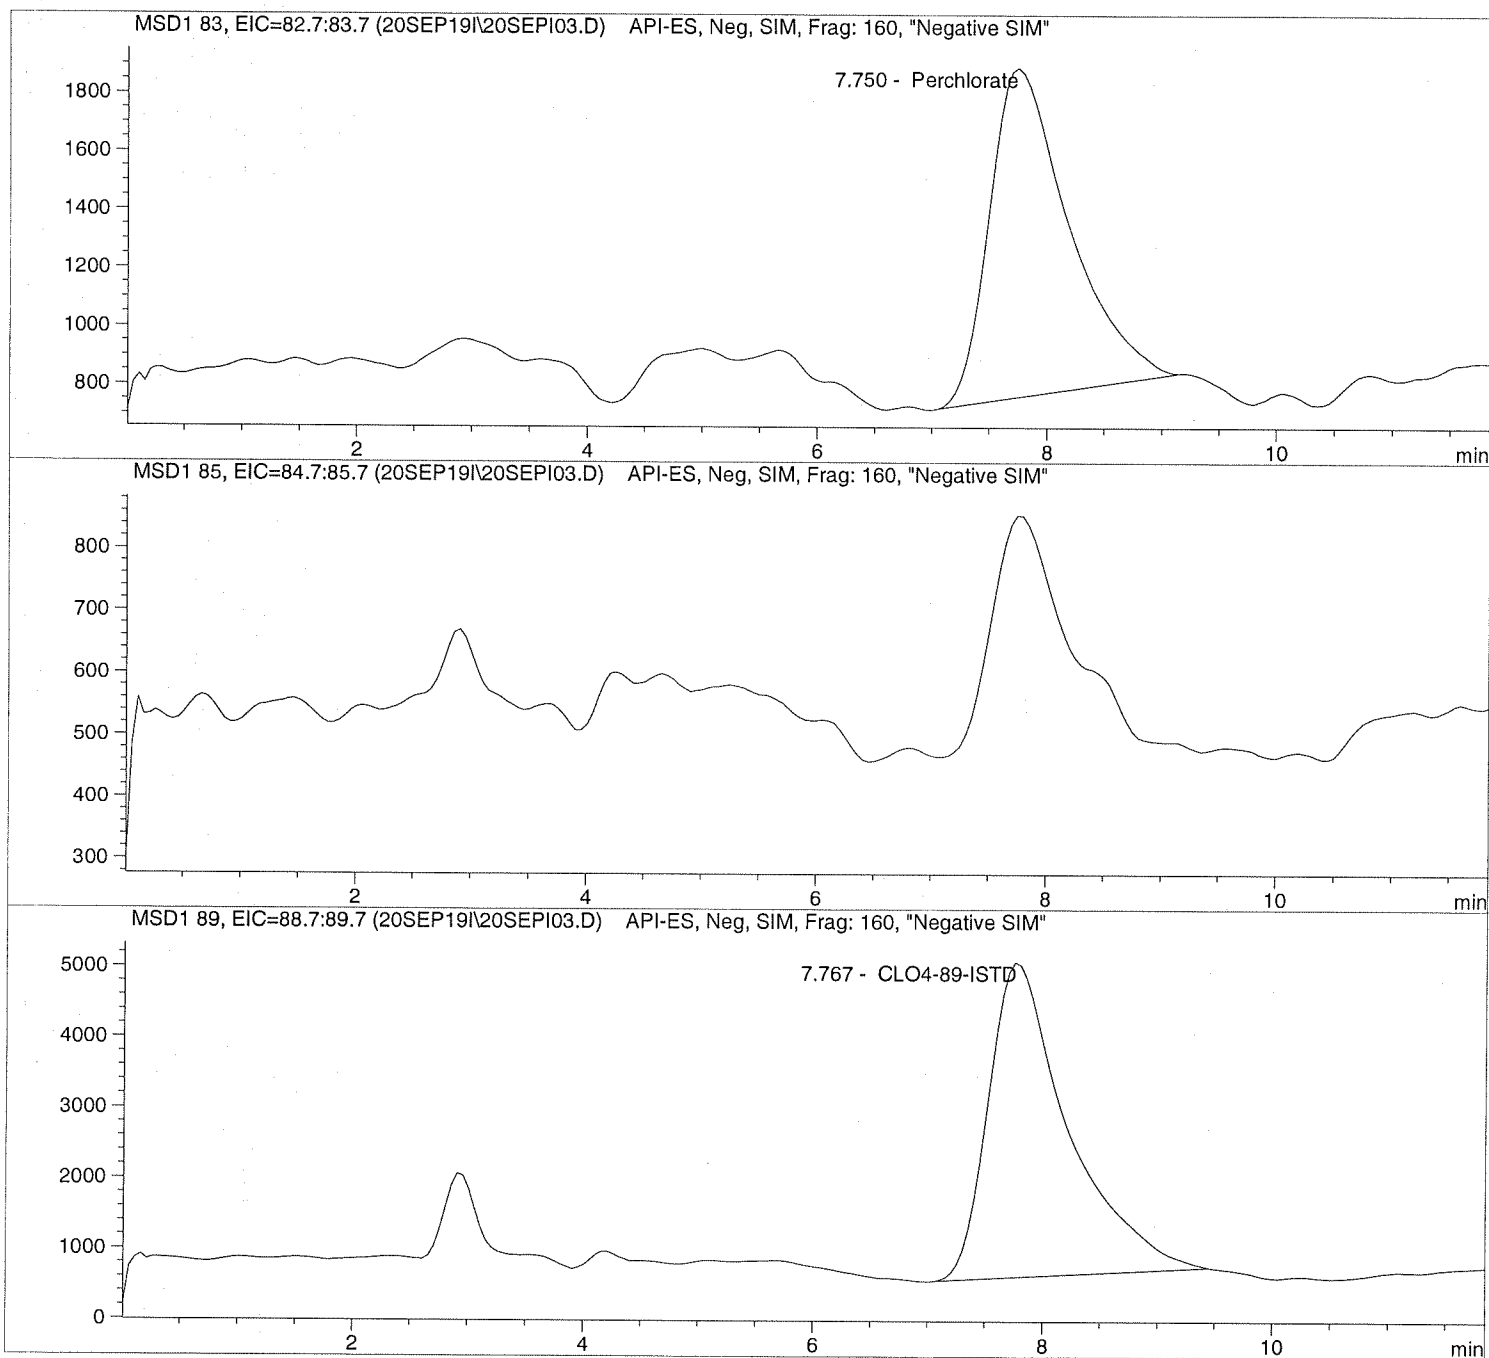 MSD1 83, EIC=82.7:83.7 (20SEP19I\20SEPI03.D) API-ES, Neg, SIM, Frag: 160, "Negative SIM"
7.750 - Perchlorate
1800
1600
1400
1200
1000
800
2 4 6 8 10 min
MSD1 85, EIC=84.7:85.7 (20SEP19I\20SEPI03.D) API-ES, Neg, SIM, Frag: 160, "Negative SIM"
800
700
600
500
400
300
2 4 6 8 10 min
MSD1 89, EIC=88.7:89.7 (20SEP19I\20SEPI03.D) API-ES, Neg, SIM, Frag: 160, "Negative SIM"
7.767 - CLO4-89-ISTD
5000
4000
3000
2000
1000
0
2 4 6 8 10 min